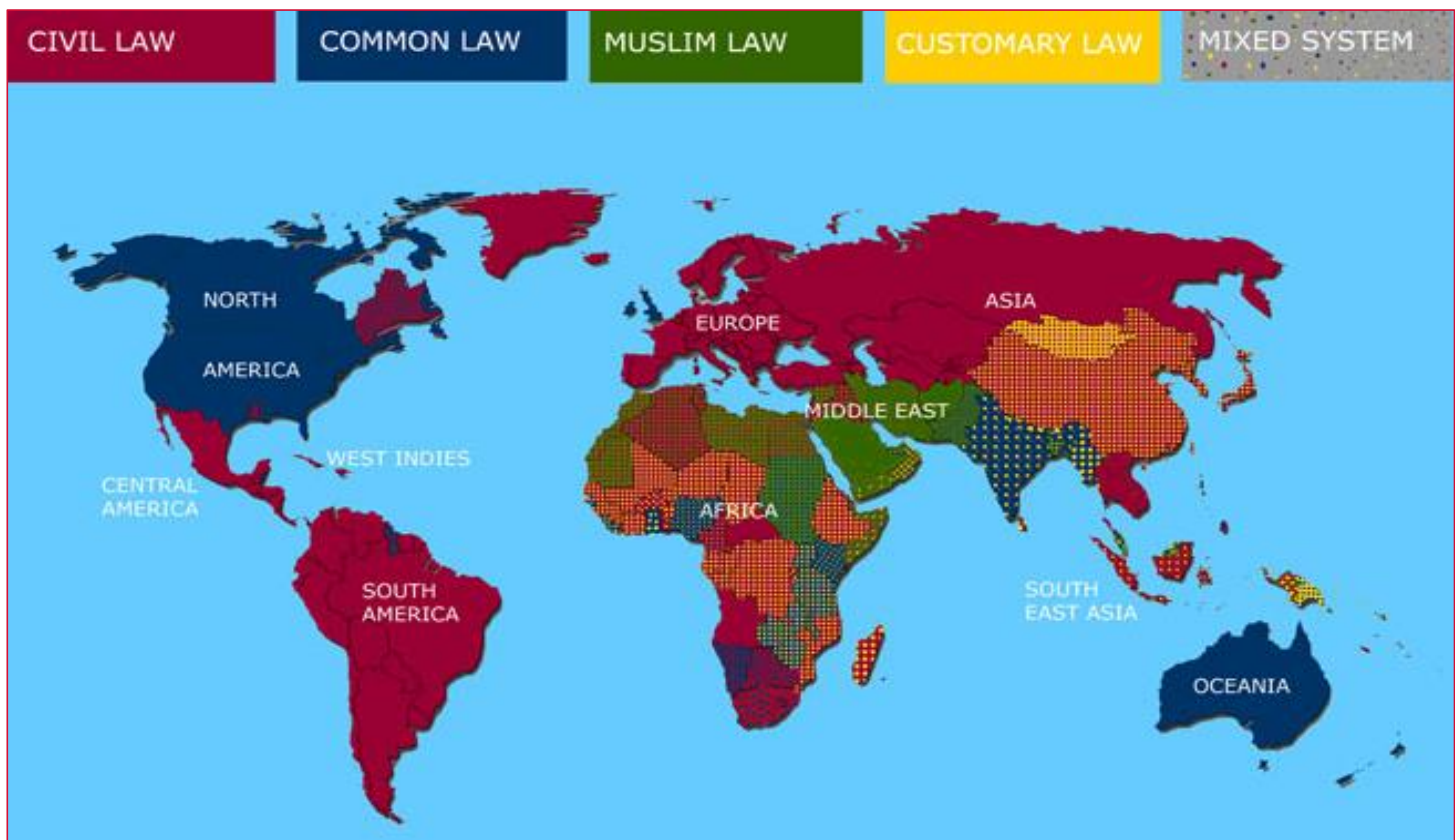 CIVIL LAW
COMMON LAW
MUSLIM LAW
CUSTOMARY LAW
MIXED SYSTEM
NORTH
AMERICA
EUROPE
ASIA
MIDDLE EAST
WEST INDIES
CENTRAL
AMERICA
AFRICA
SOUTH
AMERICA
SOUTH
EAST ASIA
OCEANIA